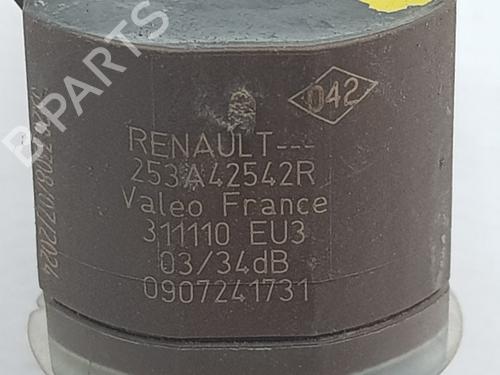 042
RENAULT---
253A42542R
Valeo France
311110 EU3
03/34dB
0907241731
B-PARTS